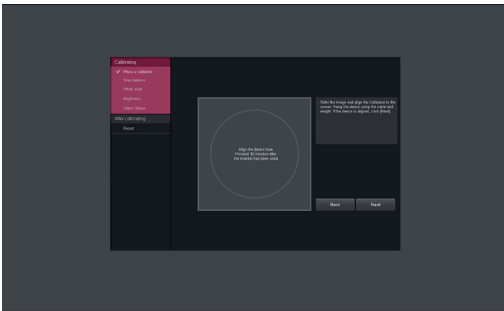 Calibrating
Place a calibrator
Gray balance
White point
Brightness
Check Status
After calibrating
Reset
Align the device here
Proceed 30 minutes after
the monitor has been used
Refer the image and align the Calibrator to the
screen. Hang the device using the cable and
weight. If the device is aligned, click [Next].
Back
Next